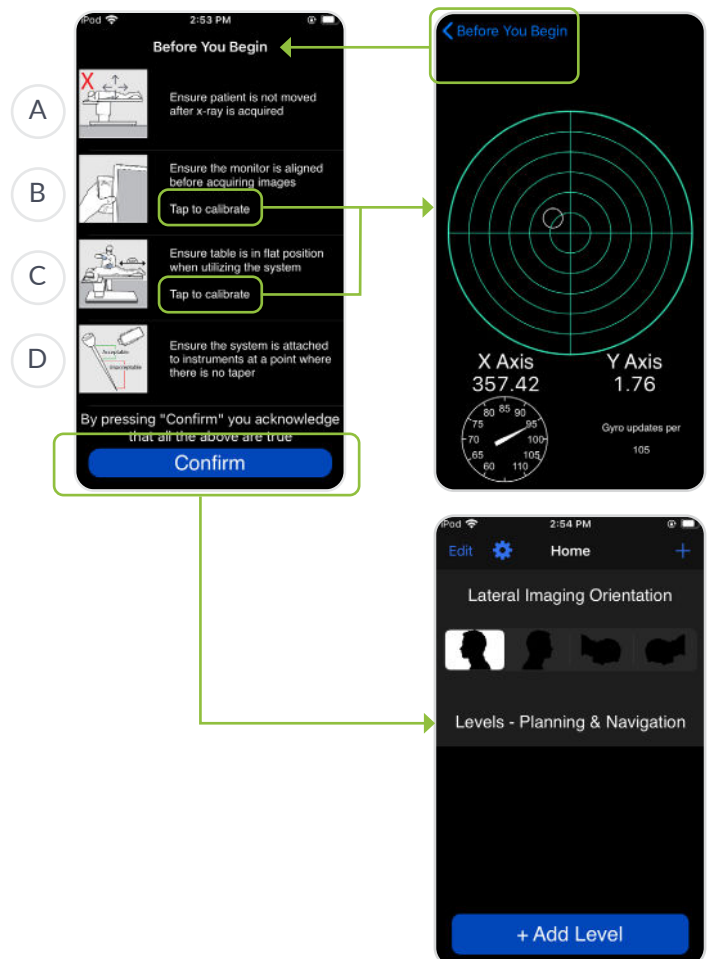 iPod
2:53 PM
Before You Begin
A
X
Ensure patient is not moved
after x-ray is acquired
B
Ensure the monitor is aligned
before acquiring images
Tap to calibrate
C
Ensure table is in flat position
when utilizing the system
Tap to calibrate
D
Acceptable
Unacceptable
Ensure the system is attached
to instruments at a point where
there is no taper
By pressing "Confirm" you acknowledge
that all the above are true
Confirm
Before You Begin
X Axis
357.42
Y Axis
1.76
60 65 70 75 80 85 90 95 100 105 110
Gyro updates per
105
iPod
2:54 PM
Edit
Home
+
Lateral Imaging Orientation
Levels - Planning & Navigation
+ Add Level